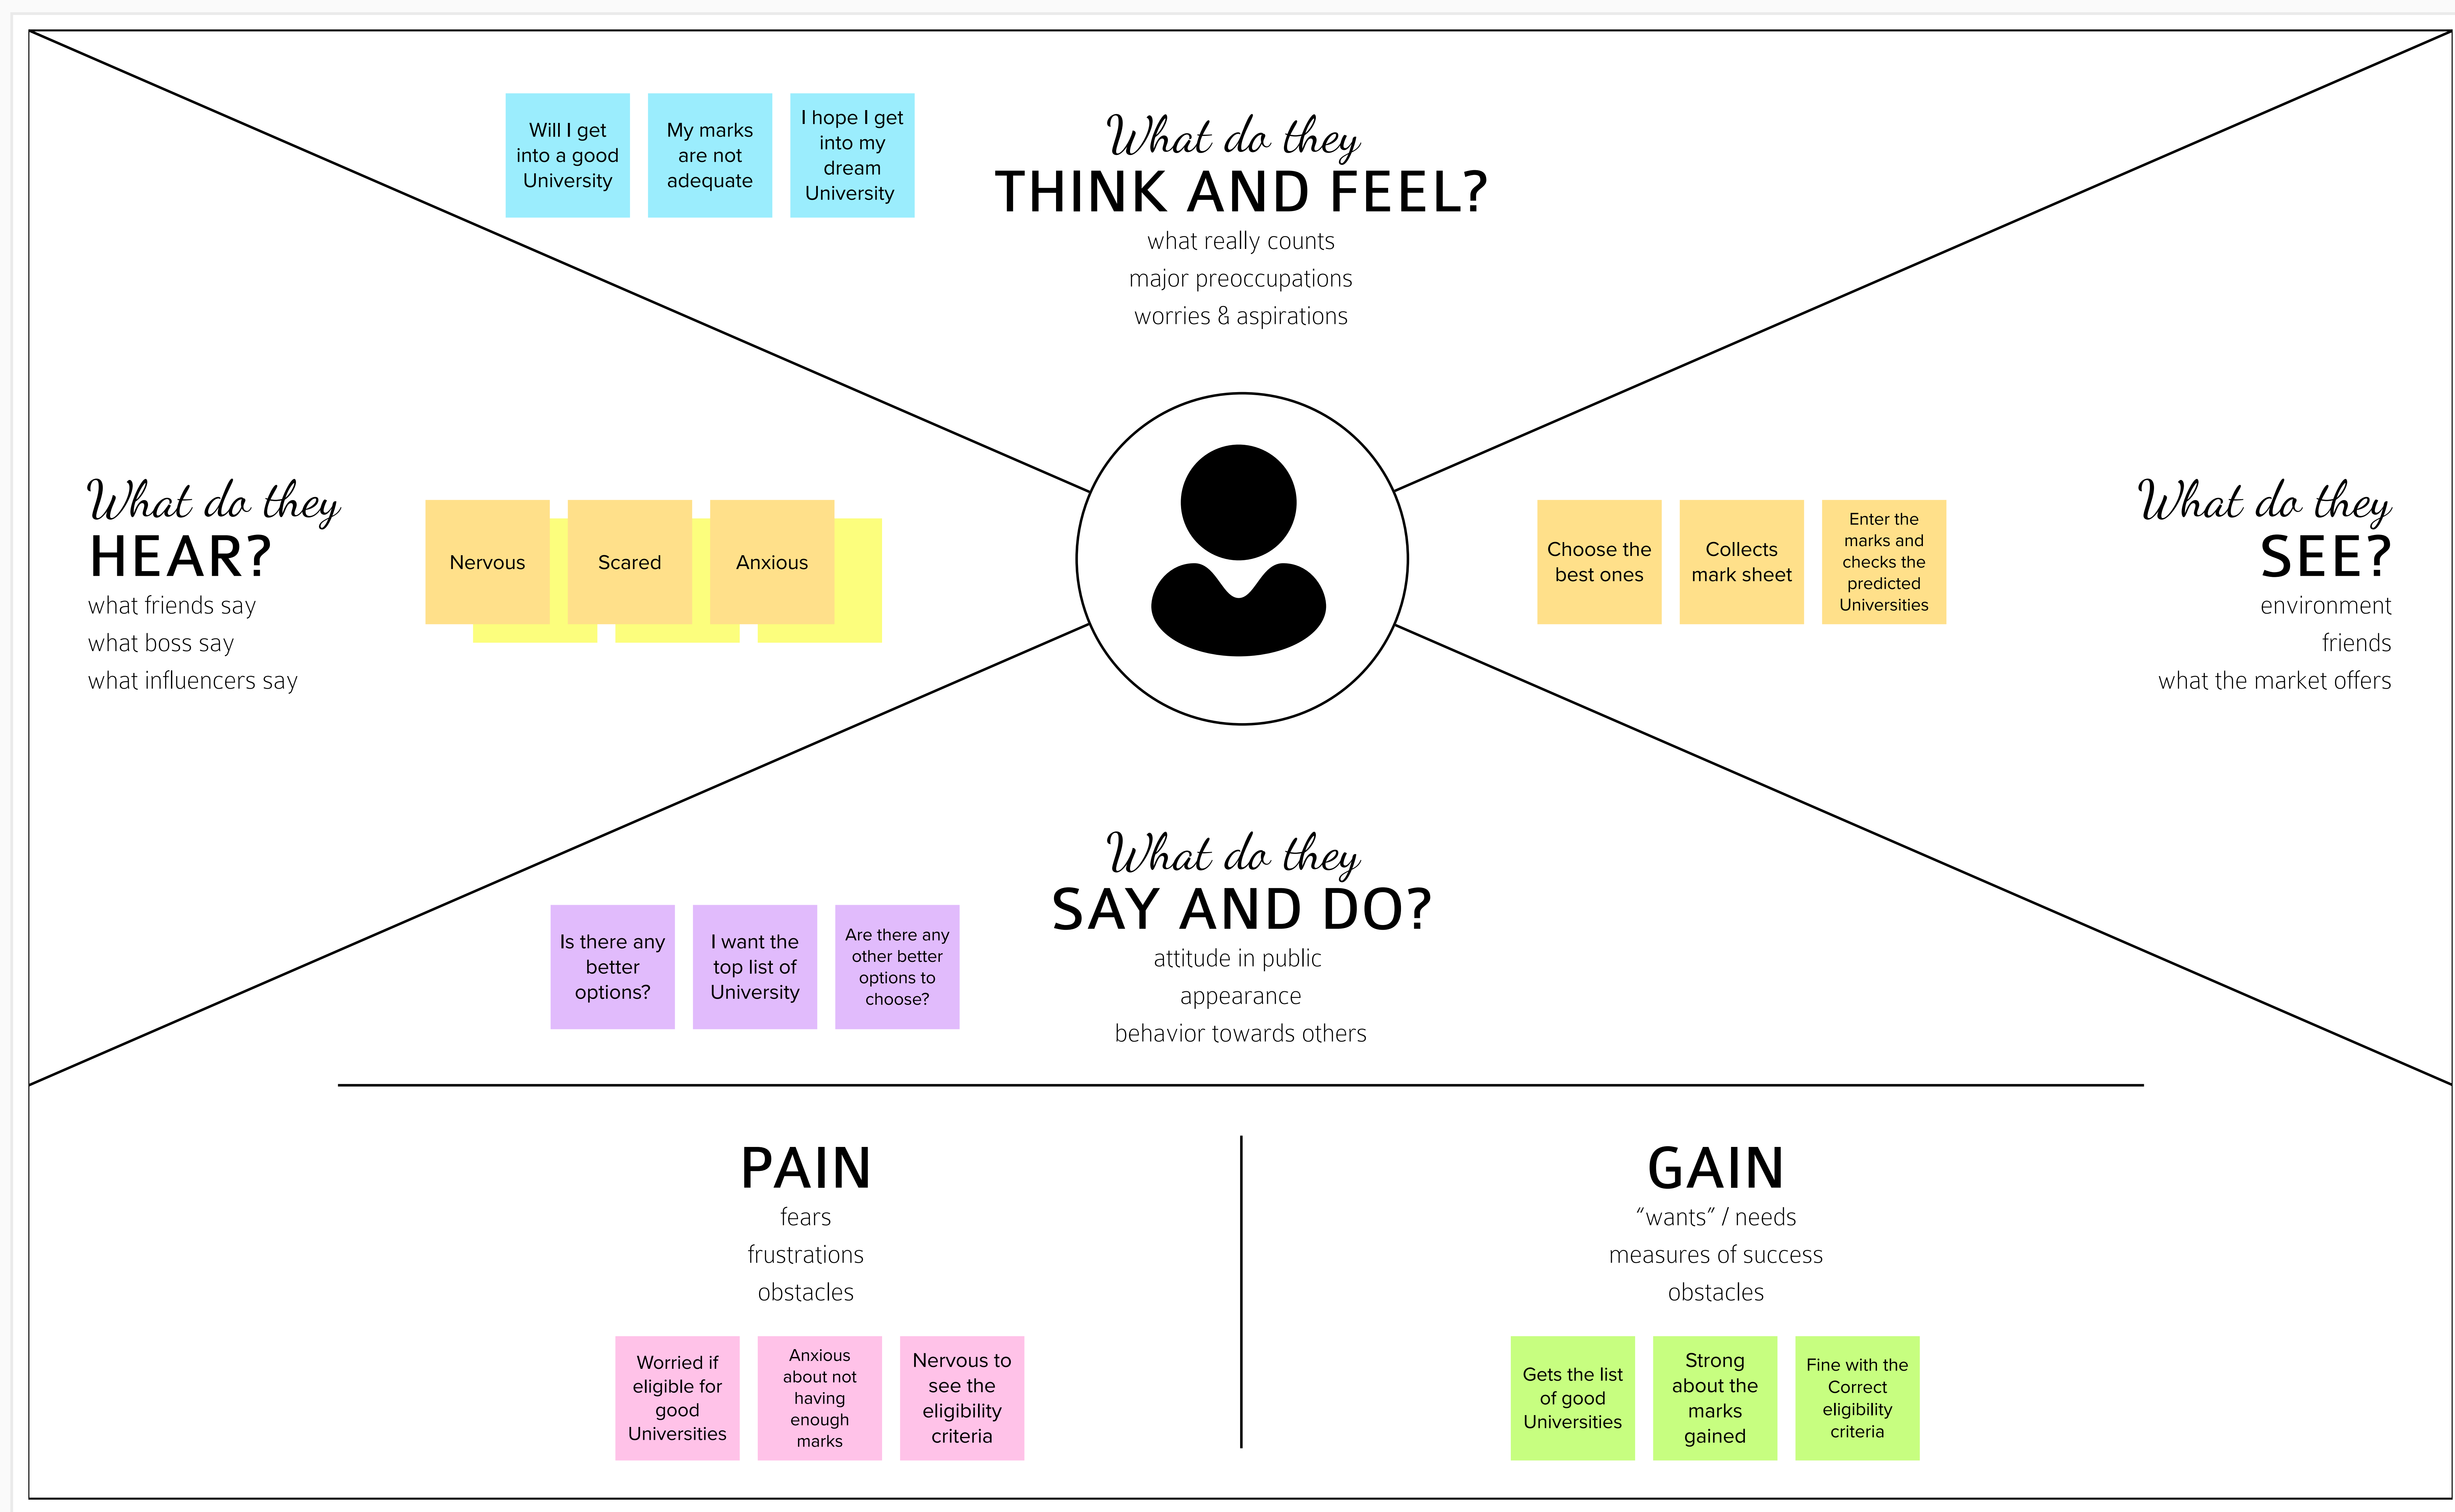 Will I get
into a good
University
My marks
are not
adequate
I hope I get
into my
dream
University
What do they
THINK AND FEEL?
what really counts
major preoccupations
worries & aspirations
What do they
HEAR?
what friends say
what boss say
what influencers say
Nervous
Scared
Anxious
Choose the
best ones
Collects
mark sheet
Enter the
marks and
checks the
predicted
Universities
What do they
SEE?
environment
friends
what the market offers
What do they
SAY AND DO?
attitude in public
appearance
behavior towards others
Is there any
better
options?
I want the
top list of
University
Are there any
other better
options to
choose?
PAIN
fears
frustrations
obstacles
Worried if
eligible for
good
Universities
Anxious
about not
having
enough
marks
Nervous to
see the
eligibility
criteria
GAIN
“wants” / needs
measures of success
obstacles
Gets the list
of good
Universities
Strong
about the
marks
gained
Fine with the
Correct
eligibility
criteria